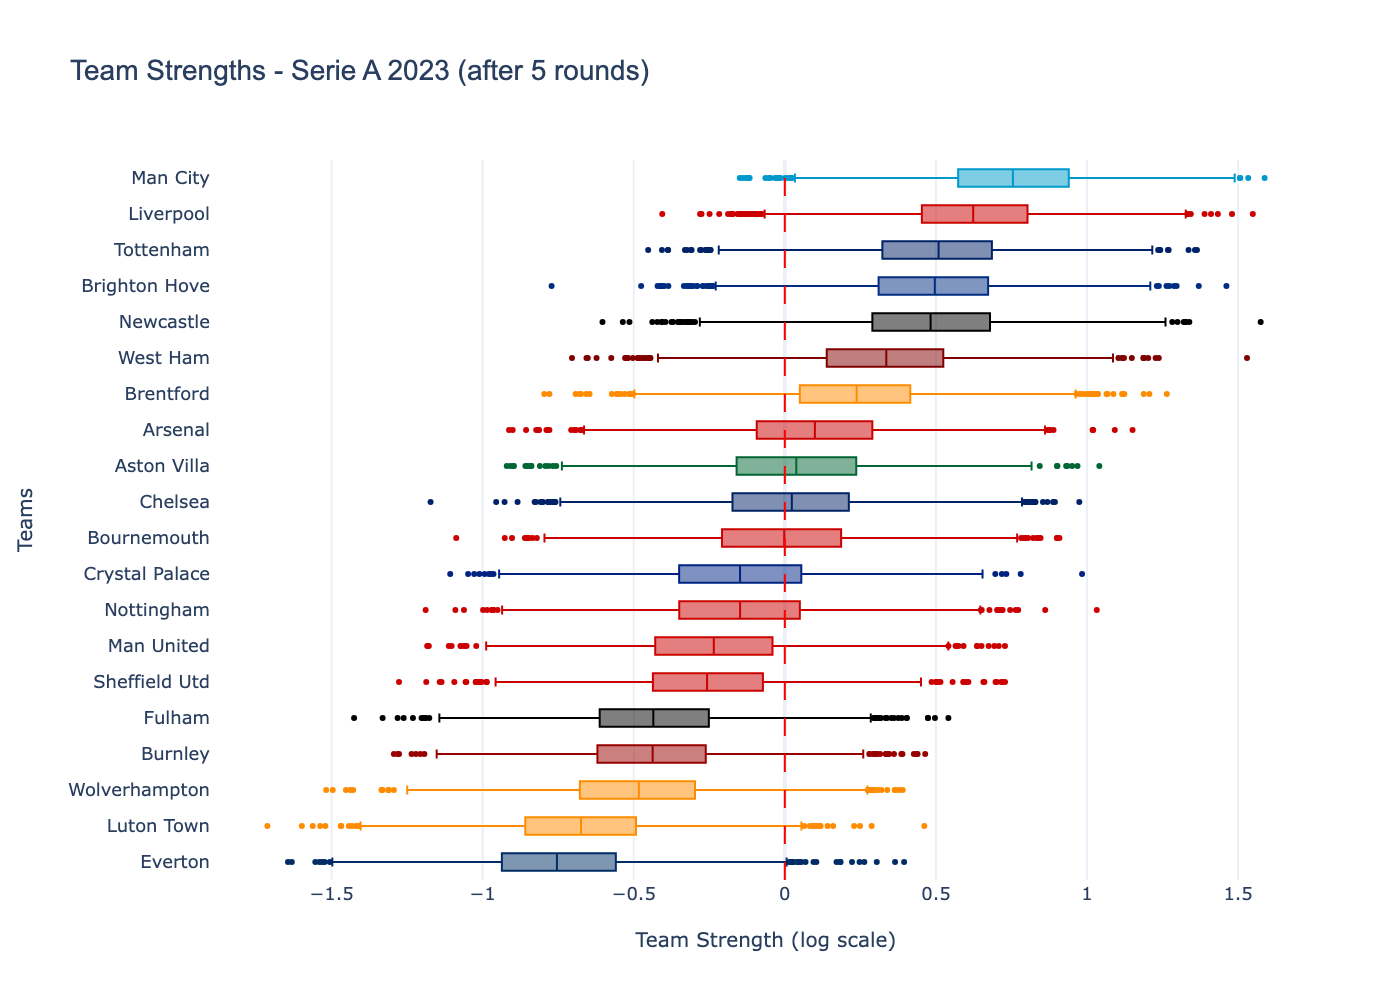 Team Strengths - Serie A 2023 (after 5 rounds)
Teams
Man City
Liverpool
Tottenham
Brighton Hove
Newcastle
West Ham
Brentford
Arsenal
Aston Villa
Chelsea
Bournemouth
Crystal Palace
Nottingham
Man United
Sheffield Utd
Fulham
Burnley
Wolverhampton
Luton Town
Everton
−1.5 −1 −0.5 0 0.5 1 1.5
Team Strength (log scale)